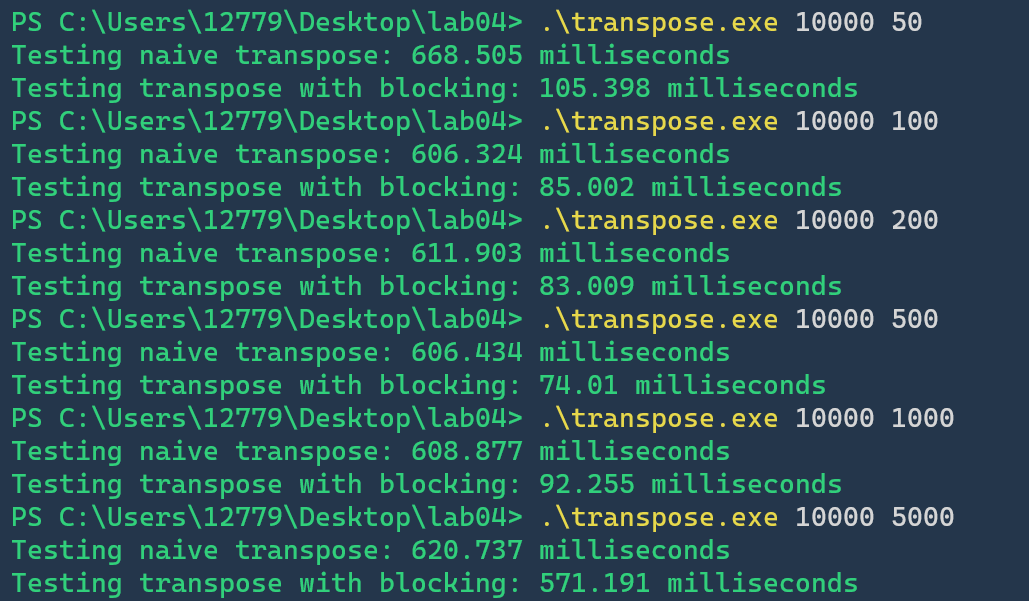 PS C:\Users\12779\Desktop\lab04> .\transpose.exe 10000 50
Testing naive transpose: 668.505 milliseconds
Testing transpose with blocking: 105.398 milliseconds
PS C:\Users\12779\Desktop\lab04> .\transpose.exe 10000 100
Testing naive transpose: 606.324 milliseconds
Testing transpose with blocking: 85.002 milliseconds
PS C:\Users\12779\Desktop\lab04> .\transpose.exe 10000 200
Testing naive transpose: 611.903 milliseconds
Testing transpose with blocking: 83.009 milliseconds
PS C:\Users\12779\Desktop\lab04> .\transpose.exe 10000 500
Testing naive transpose: 606.434 milliseconds
Testing transpose with blocking: 74.01 milliseconds
PS C:\Users\12779\Desktop\lab04> .\transpose.exe 10000 1000
Testing naive transpose: 608.877 milliseconds
Testing transpose with blocking: 92.255 milliseconds
PS C:\Users\12779\Desktop\lab04> .\transpose.exe 10000 5000
Testing naive transpose: 620.737 milliseconds
Testing transpose with blocking: 571.191 milliseconds